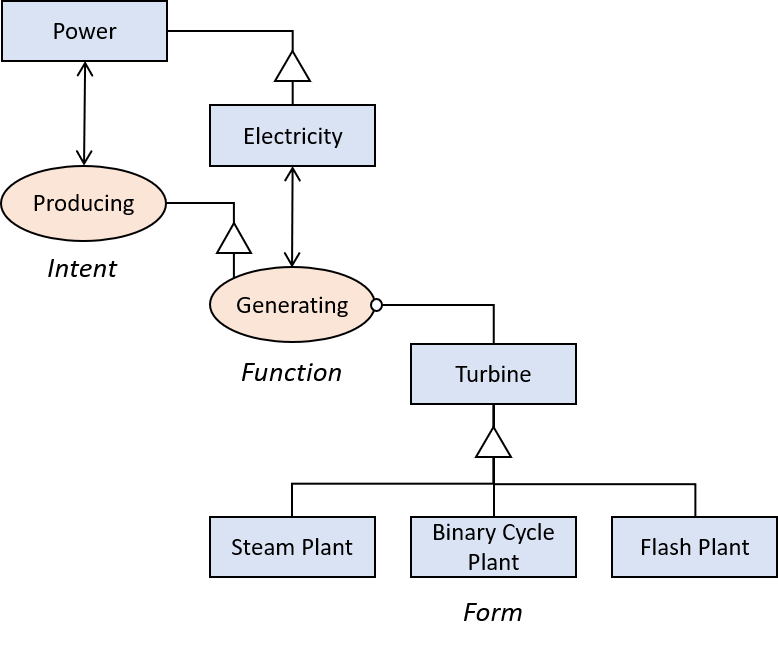 Power
Electricity
Producing
Intent
Generating
Function
Turbine
Steam Plant
Binary Cycle
Plant
Flash Plant
Form